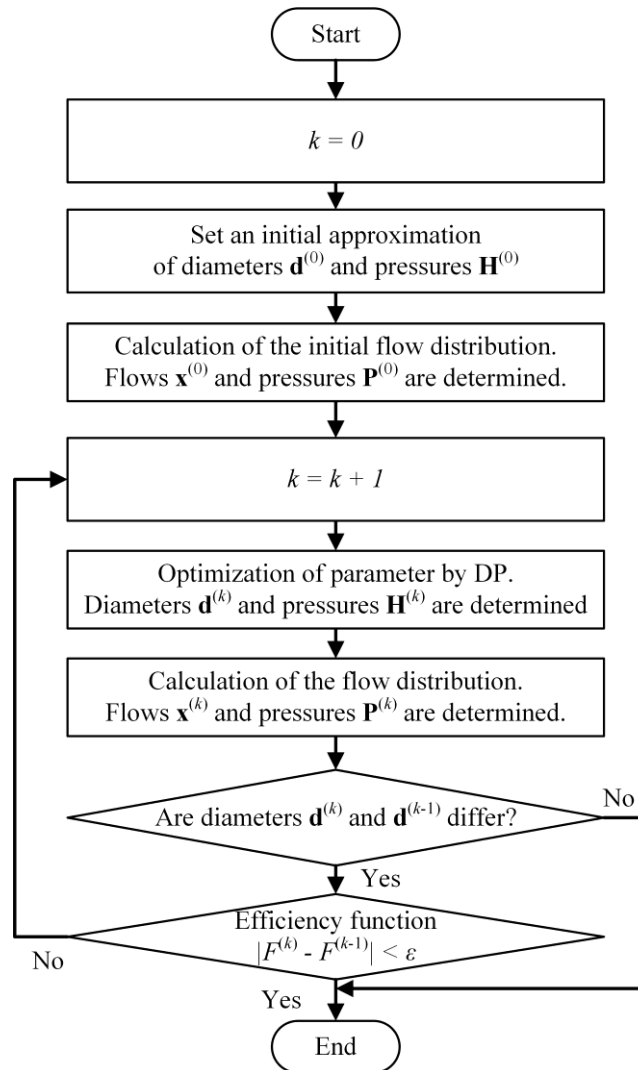 Start
k = 0
Set an initial approximation
of diameters d^(0) and pressures H^(0)
Calculation of the initial flow distribution.
Flows x^(0) and pressures P^(0) are determined.
k = k + 1
Optimization of parameter by DP.
Diameters d^(k) and pressures H^(k) are determined
Calculation of the flow distribution.
Flows x^(k) and pressures P^(k) are determined.
Are diameters d^(k) and d^(k-1) differ?
No
Yes
Efficiency function
|F^(k) - F^(k-1)| < ε
No
Yes
End